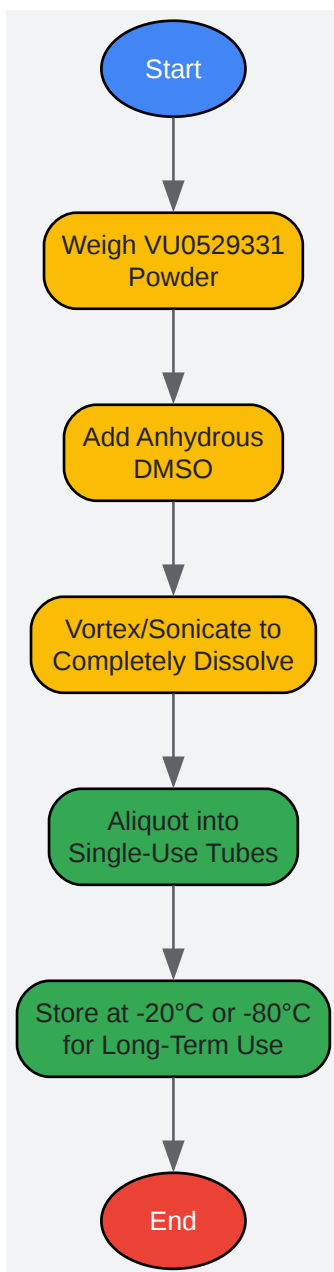 Start
Weigh VU0529331
Powder
Add Anhydrous
DMSO
Vortex/Sonicate to
Completely Dissolve
Aliquot into
Single-Use Tubes
Store at -20°C or -80°C
for Long-Term Use
End